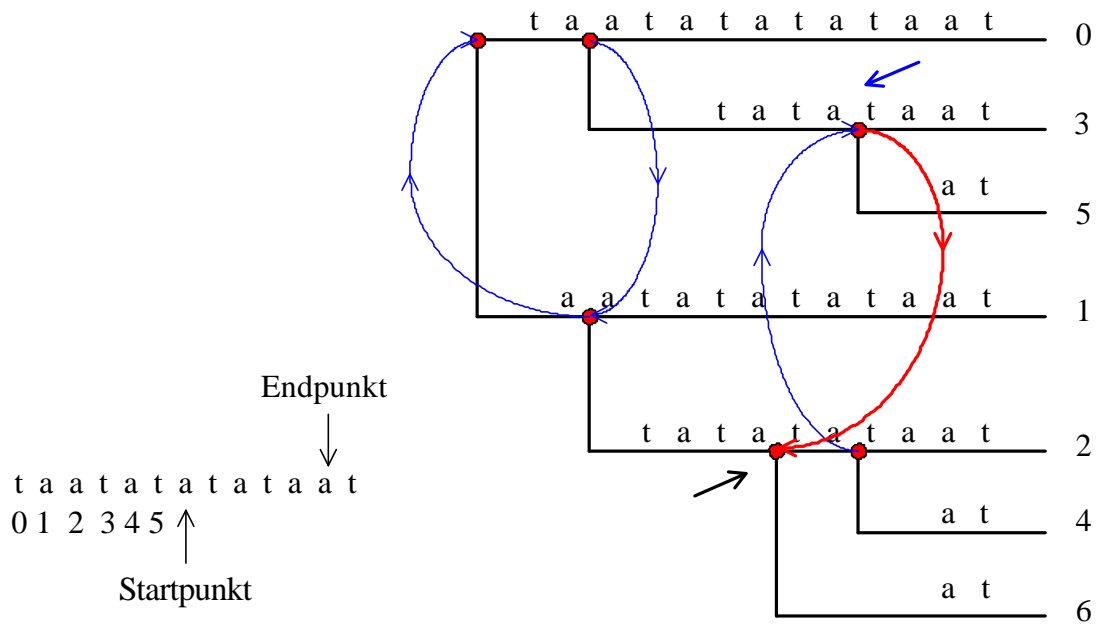 t a a t a t a t a t a a t 0
t a t a t a a t 3
a t 5
a a t a t a t a t a a t 1
Endpunkt
t a t a t a t a a t 2
t a a t a t a t a t a a t
0 1 2 3 4 5
a t 4
Startpunkt
a t 6